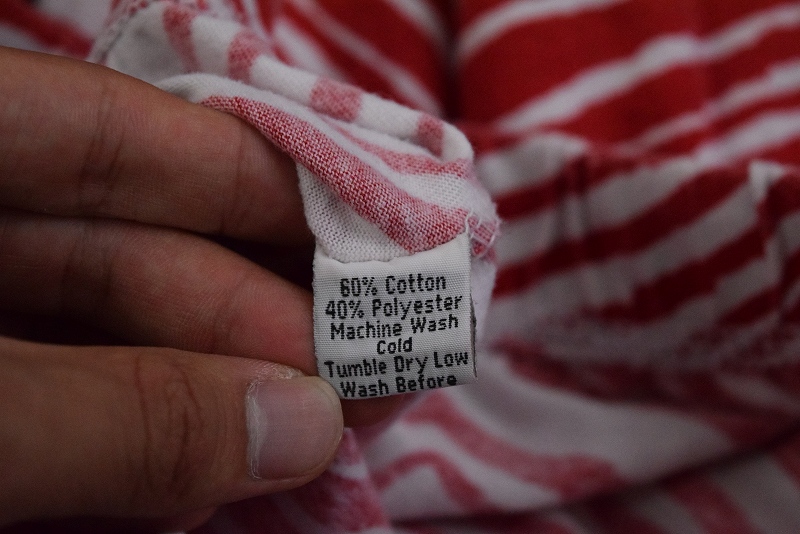 60% Cotton
40% Polyester
Machine Wash
Cold
Tumble Dry Low
Wash Before